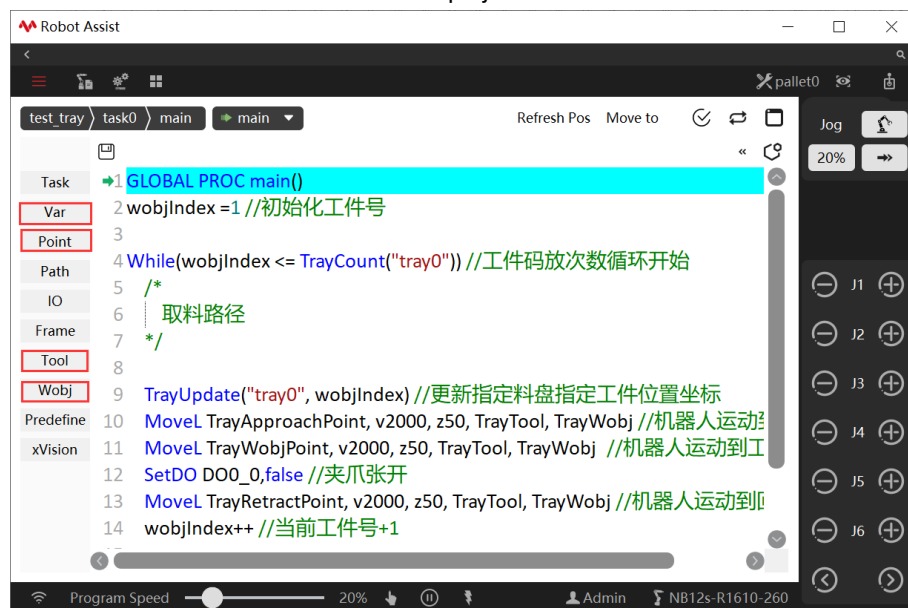 Robot Assist
pallet0
test_tray task0 main main Refresh Pos Move to Jog
20%
Task 1 GLOBAL PROC main()
Var 2 wobjIndex =1 //初始化工件号
Point 3
Path 4 While(wobjIndex <= TrayCount("tray0")) //工件码放次数循环开始
IO 5 /*
6 取料路径
Frame 7 */
Tool 8
Wobj 9 TrayUpdate("tray0", wobjIndex) //更新指定料盘指定工件位置坐标
Predefine 10 MoveL TrayApproachPoint, v2000, z50, TrayTool, TrayWobj //机器人运动到
xVision 11 MoveL TrayWobjPoint, v2000, z50, TrayTool, TrayWobj //机器人运动到工
12 SetDO DO0_0,false //夹爪张开
13 MoveL TrayRetractPoint, v2000, z50, TrayTool, TrayWobj //机器人运动到
14 wobjIndex++ //当前工件号+1
J1
J2
J3
J4
J5
J6
Program Speed 20% Admin NB12s-R1610-260